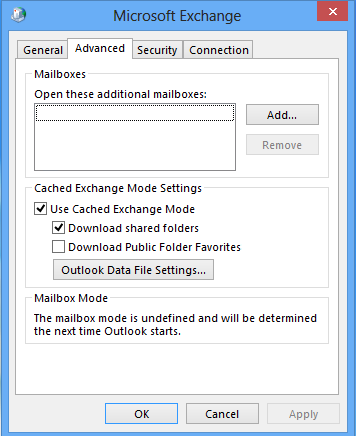 Microsoft Exchange
General Advanced Security Connection
Mailboxes
Open these additional mailboxes:
Add...
Remove
Cached Exchange Mode Settings
Use Cached Exchange Mode
Download shared folders
Download Public Folder Favorites
Outlook Data File Settings...
Mailbox Mode
The mailbox mode is undefined and will be determined
the next time Outlook starts.
OK Cancel Apply